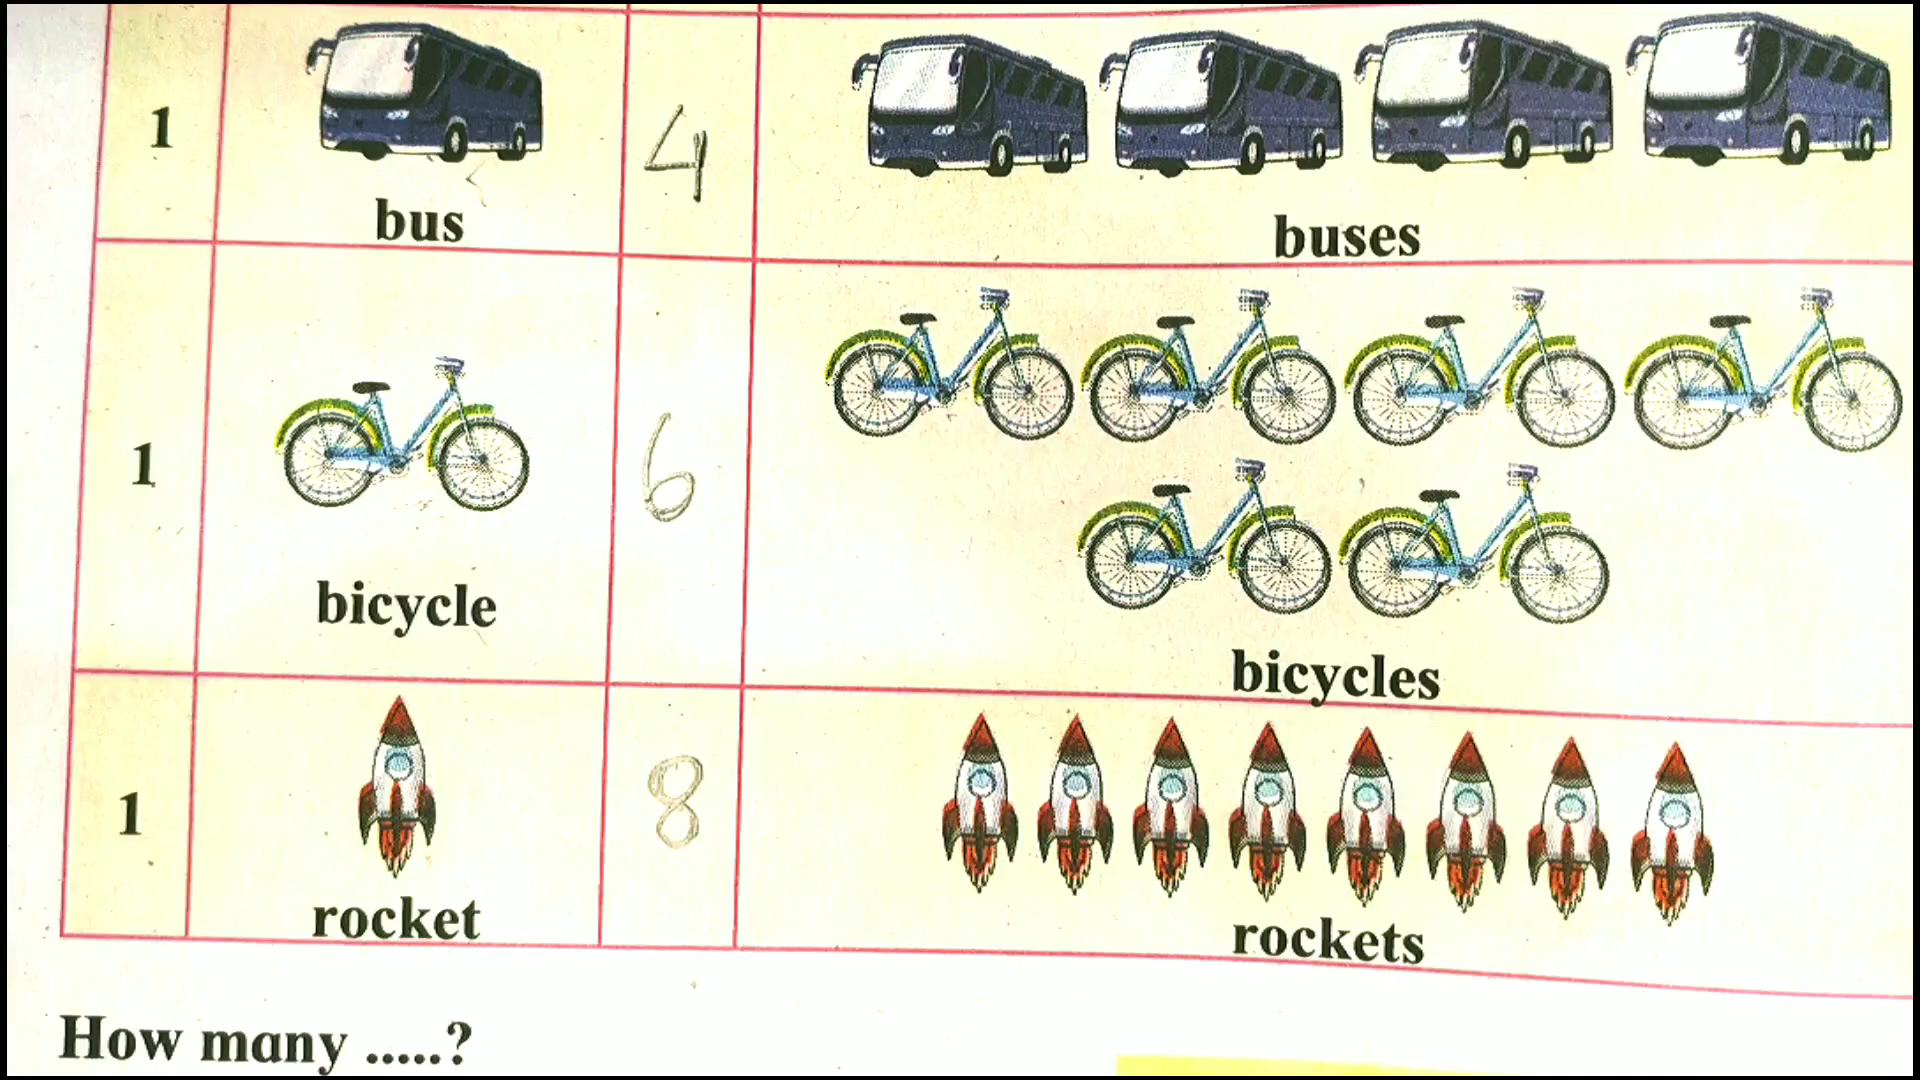 1
bus
4
buses
1
bicycle
6
bicycles
1
rocket
8
rockets
How many .....?